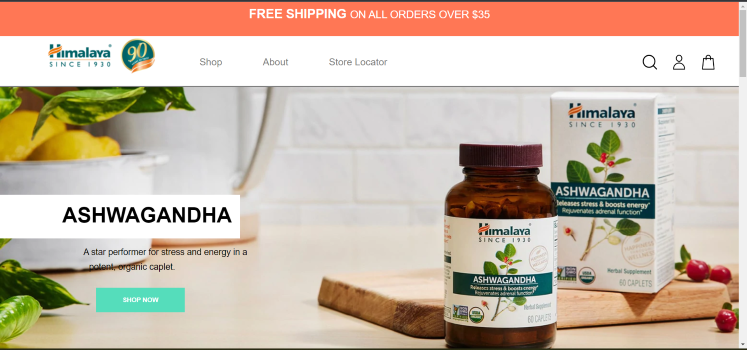 FREE SHIPPING ON ALL ORDERS OVER $35
Himalaya
SINCE 1930
90
Shop
About
Store Locator
ASHWAGANDHA
A star performer for stress and energy in a
potent, organic caplet.
SHOP NOW
Himalaya
SINCE 1930
ASHWAGANDHA
Releases stress & boosts energy*
Rejuvenates adrenal function*
Herbal Supplement
60 CAPLETS
Himalaya
SINCE 1930
ASHWAGANDHA
Releases stress & boosts energy*
Rejuvenates adrenal function*
Herbal Supplement
60 CAPLETS